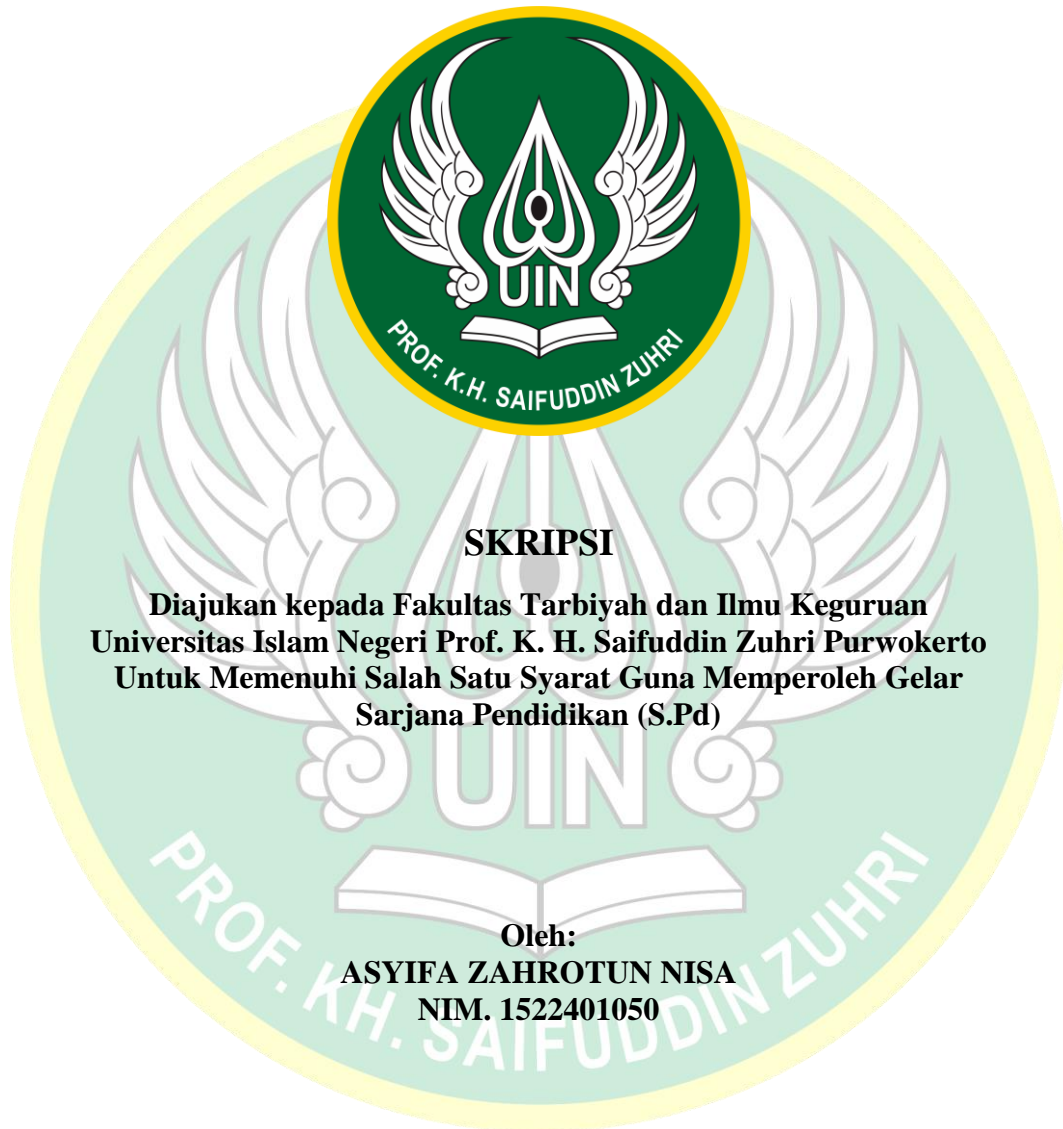 UIN
PROF. K.H. SAIFUDDIN ZUHRI
SKRIPSI
Diajukan kepada Fakultas Tarbiyah dan Ilmu Keguruan
Universitas Islam Negeri Prof. K. H. Saifuddin Zuhri Purwokerto
Untuk Memenuhi Salah Satu Syarat Guna Memperoleh Gelar
Sarjana Pendidikan (S.Pd)
UIN
Oleh:
ASYIFA ZAHROTUN NISA
NIM. 1522401050
PROF. KH. SAIFUDDIN ZUHRI